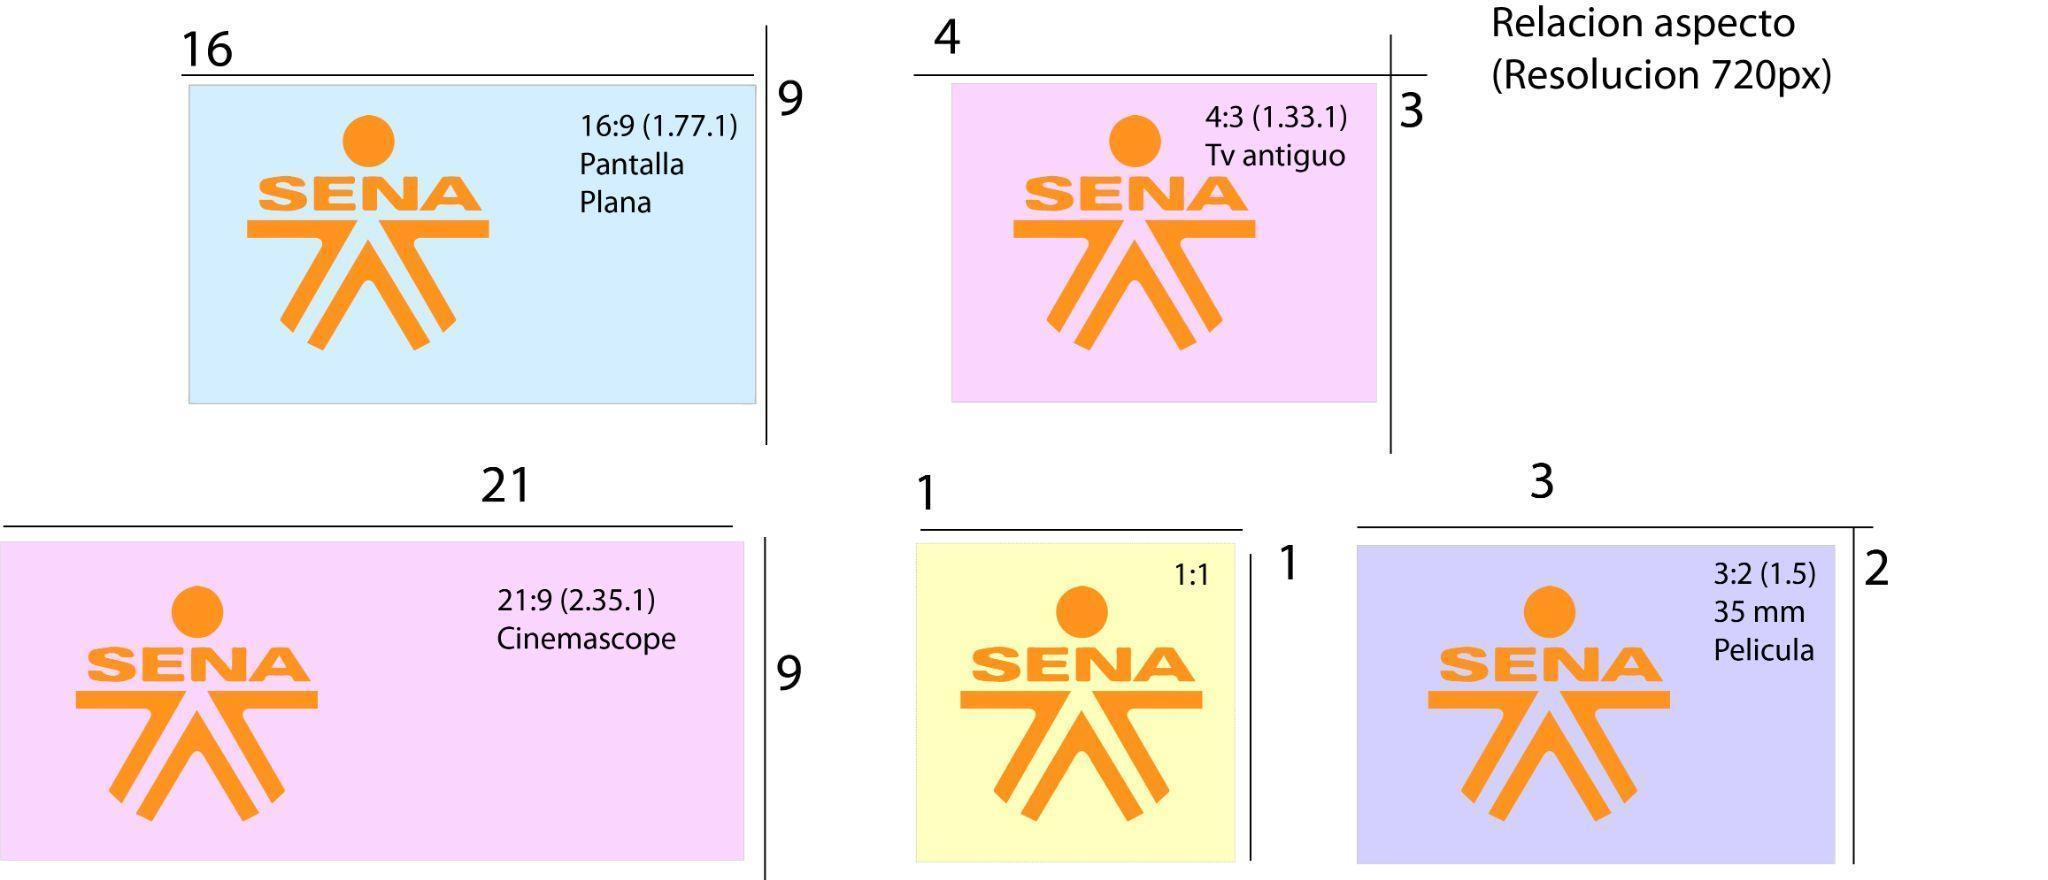 16
9
16:9 (1.77.1)
Pantalla
Plana
SENA
4
3
4:3 (1.33.1)
Tv antiguo
SENA
Relacion aspecto
(Resolucion 720px)
21
9
21:9 (2.35.1)
Cinemascope
SENA
1
1
1:1
SENA
3
2
3:2 (1.5)
35 mm
Pelicula
SENA